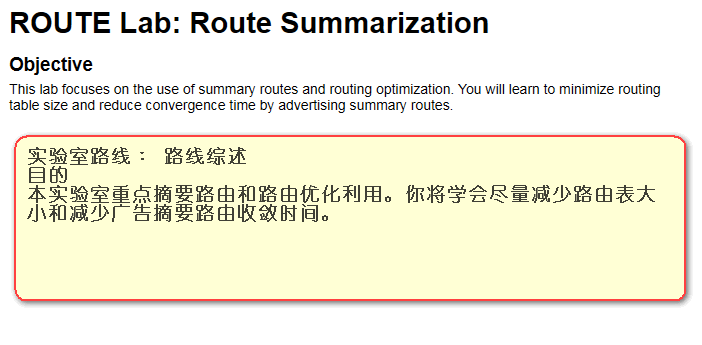 ROUTE Lab: Route Summarization
Objective
This lab focuses on the use of summary routes and routing optimization. You will learn to minimize routing
table size and reduce convergence time by advertising summary routes.
实验室路线： 路线综述
目的
本实验室重点摘要路由和路由优化利用。你将学会尽量减少路由表大
小和减少广告摘要路由收敛时间。